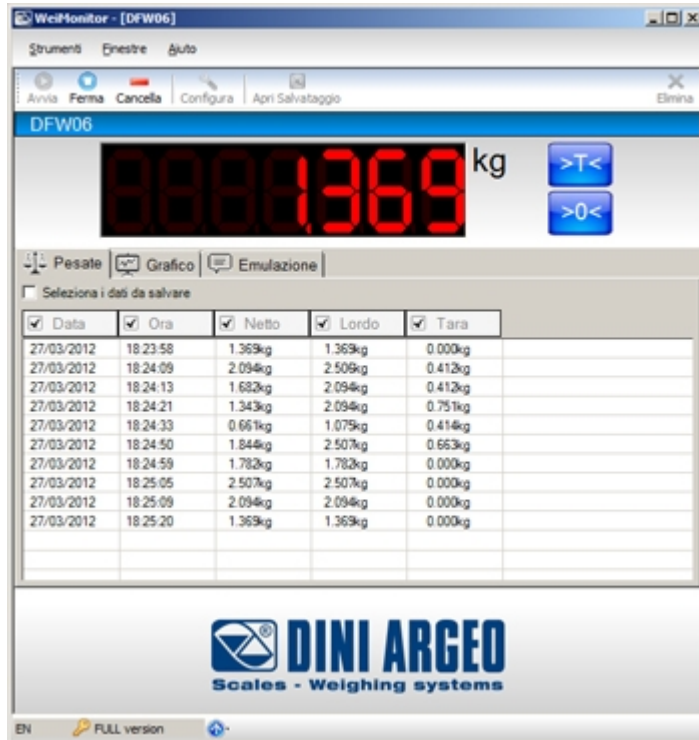 WeiMonitor - [DFW06]
Strumenti Finestre Aiuto
Avvia Ferma Cancella Configura Apri Salvataggio Elimina
DFW06
1.369 kg >T<
>0<
Pesate Grafico Emulazione
Seleziona i dati da salvare
Data Ora Netto Lordo Tara
27/03/2012 18:23:58 1.369kg 1.369kg 0.000kg
27/03/2012 18:24:09 2.094kg 2.506kg 0.412kg
27/03/2012 18:24:13 1.682kg 2.094kg 0.412kg
27/03/2012 18:24:21 1.343kg 2.094kg 0.751kg
27/03/2012 18:24:33 0.661kg 1.075kg 0.414kg
27/03/2012 18:24:50 1.844kg 2.507kg 0.663kg
27/03/2012 18:24:59 1.782kg 1.782kg 0.000kg
27/03/2012 18:25:05 2.507kg 2.507kg 0.000kg
27/03/2012 18:25:09 2.094kg 2.094kg 0.000kg
27/03/2012 18:25:20 1.369kg 1.369kg 0.000kg
® DINI ARGEO
Scales - Weighing systems
EN FULL version